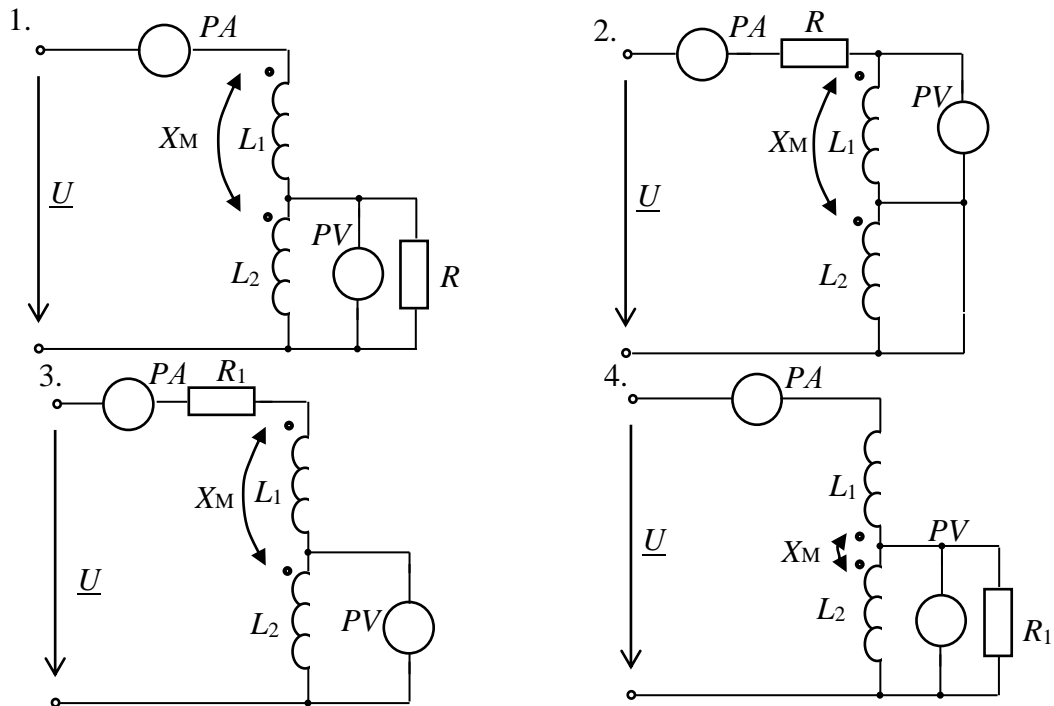 1.
PA
XM
L1
U
PV
L2
R
2.
PA
R
PV
XM
L1
U
L2
3.
PA
R1
XM
L1
U
L2
PV
4.
PA
L1
U
XM
PV
L2
R1